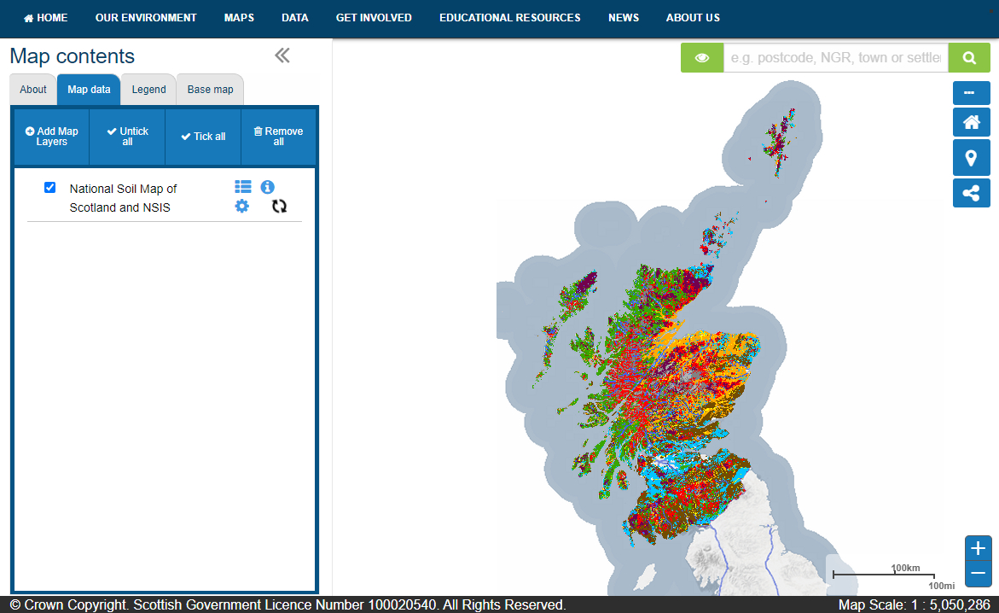 HOME OUR ENVIRONMENT MAPS DATA GET INVOLVED EDUCATIONAL RESOURCES NEWS ABOUT US
Map contents
e.g. postcode, NGR, town or settle
About Map data Legend Base map
Add Map Layers
Untick all
Tick all
Remove all
National Soil Map of
Scotland and NSIS
100km
100mi
© Crown Copyright. Scottish Government Licence Number 100020540. All Rights Reserved.
Map Scale: 1 : 5,050,286